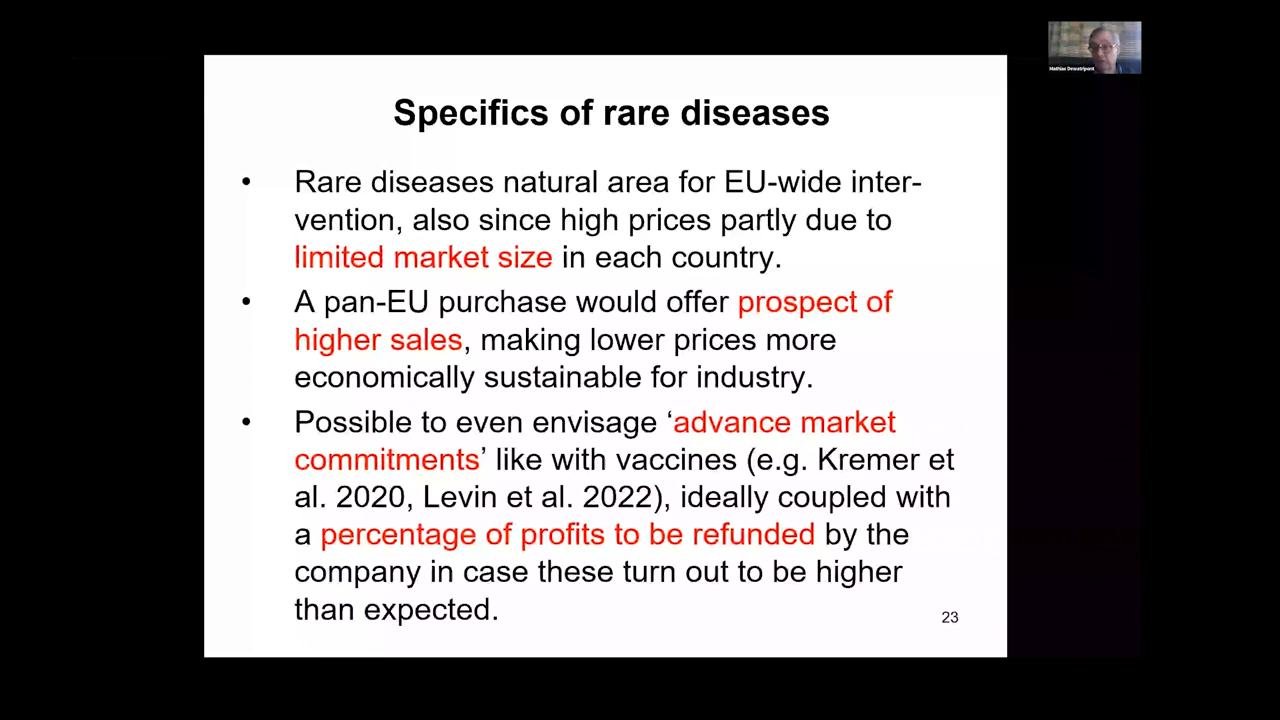 Mathias Dewatripont
Specifics of rare diseases
• Rare diseases natural area for EU-wide inter-
vention, also since high prices partly due to
limited market size in each country.
• A pan-EU purchase would offer prospect of
higher sales, making lower prices more
economically sustainable for industry.
• Possible to even envisage ‘advance market
commitments’ like with vaccines (e.g. Kremer et
al. 2020, Levin et al. 2022), ideally coupled with
a percentage of profits to be refunded by the
company in case these turn out to be higher
than expected.
23